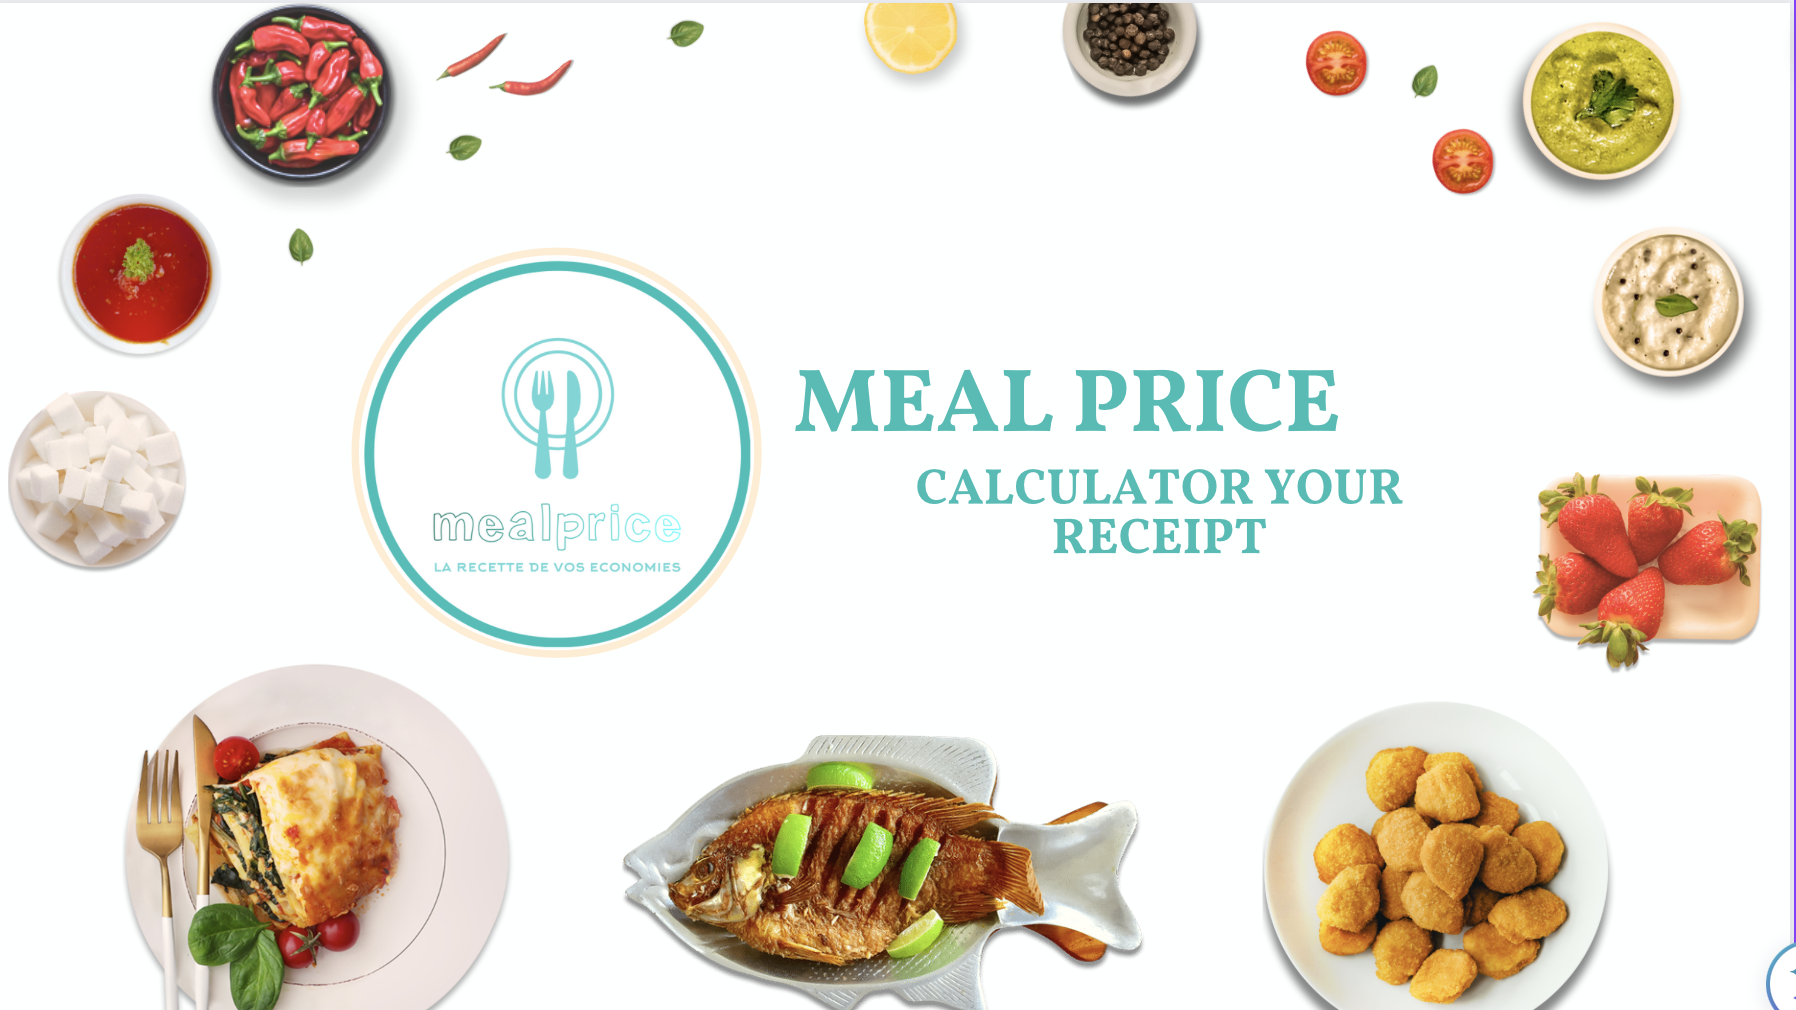 MEAL PRICE
CALCULATOR YOUR
RECEIPT
mealprice
LA RECETTE DE VOS ECONOMIES